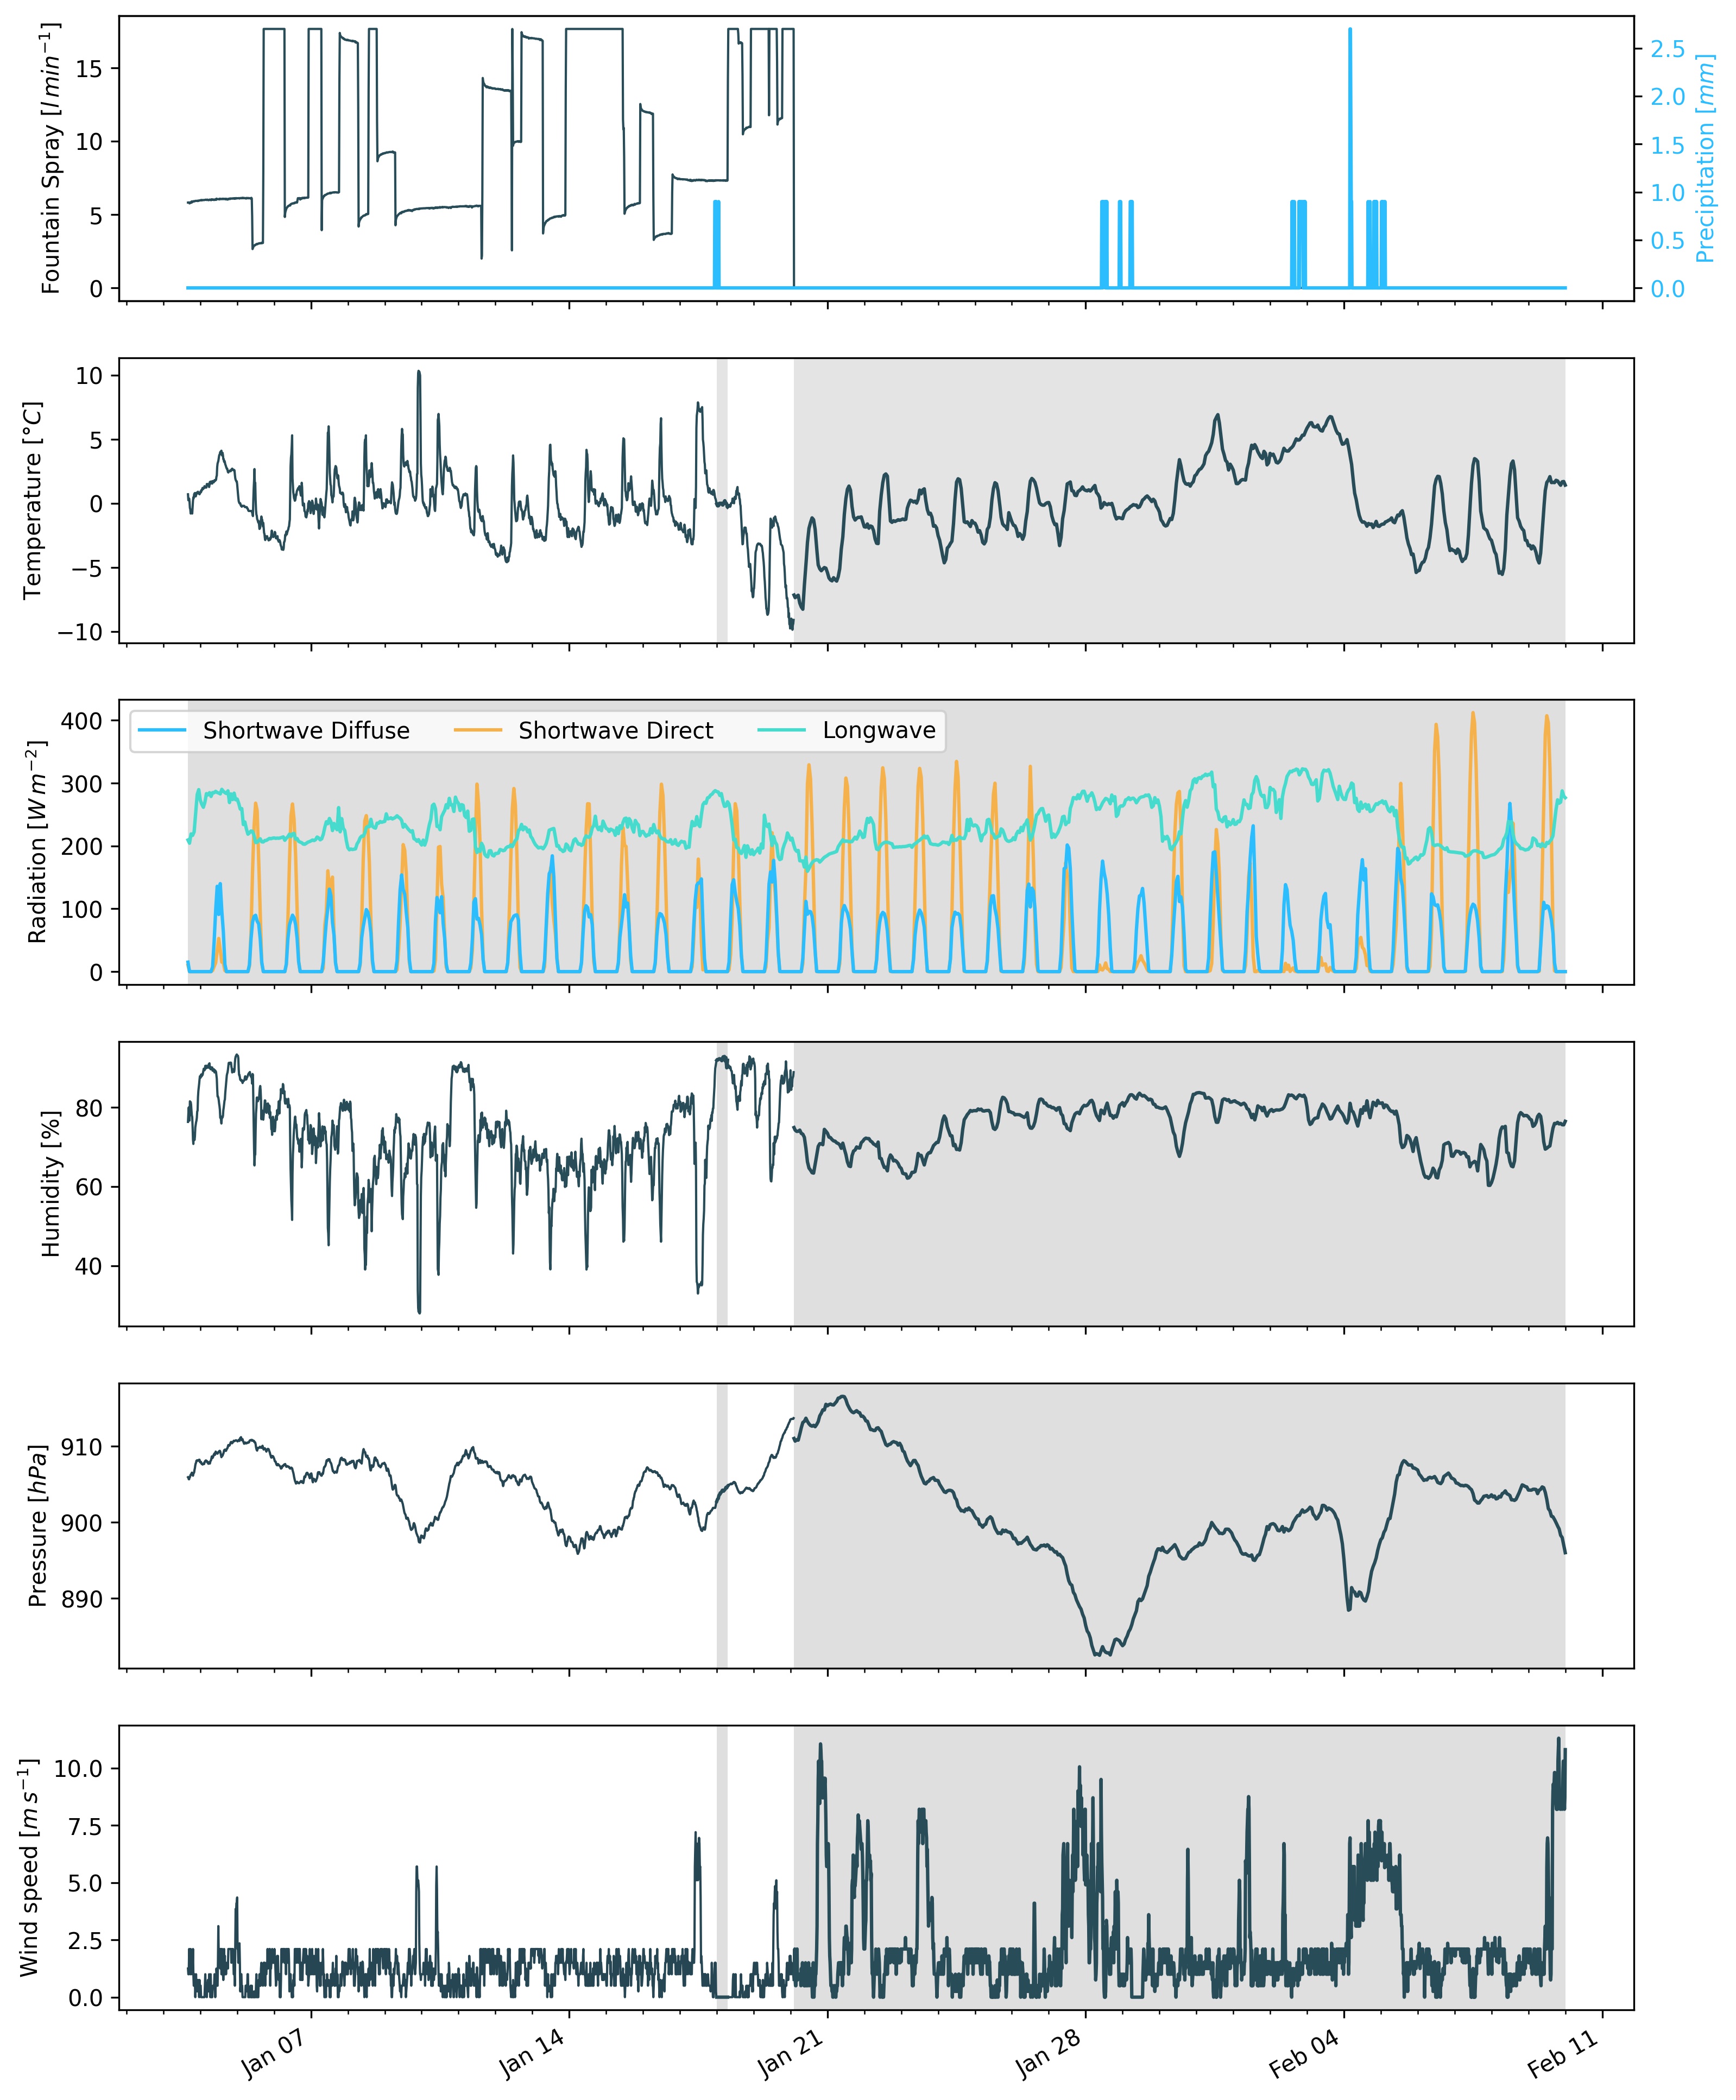 Fountain Spray [l min⁻¹]
15
10
5
0
2.5
2.0
1.5
1.0
0.5
0.0
Precipitation [mm]
Temperature [°C]
10
5
0
−5
−10
Radiation [W m⁻²]
400
300
200
100
0
Shortwave Diffuse
Shortwave Direct
Longwave
Humidity [%]
80
60
40
Pressure [hPa]
910
900
890
Wind speed [m s⁻¹]
10.0
7.5
5.0
2.5
0.0
Jan 07
Jan 14
Jan 21
Jan 28
Feb 04
Feb 11